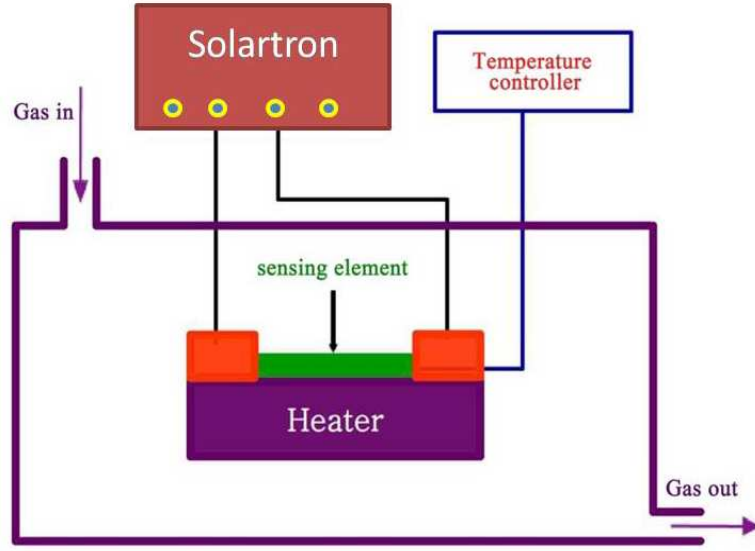 Solartron
Temperature
controller
Gas in
sensing element
Heater
Gas out